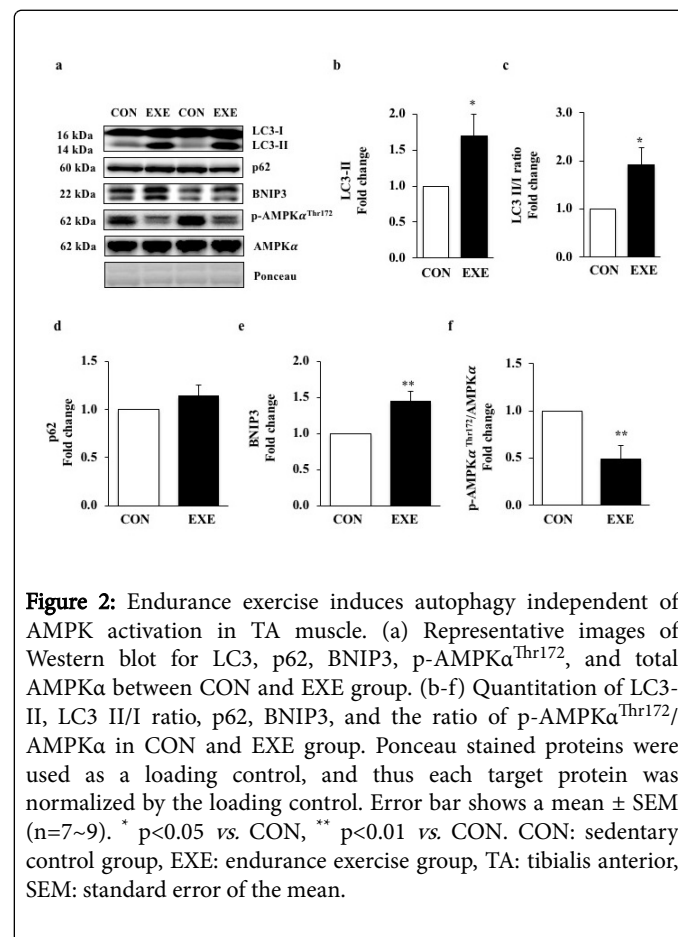 a
CON EXE CON EXE
16 kDa LC3-I
14 kDa LC3-II
60 kDa p62
22 kDa BNIP3
62 kDa p-AMPKα^Thr172
62 kDa AMPKα
Ponceau
b
LC3-II
Fold change
2.0
1.5
1.0
0.5
0.0
*
CON EXE
c
LC3 II/I ratio
Fold change
3.0
2.0
1.0
0.0
*
CON EXE
d
p62
Fold change
1.5
1.0
0.5
0.0
CON EXE
e
BNIP3
Fold change
2.0
1.5
1.0
0.5
0.0
**
CON EXE
f
p-AMPKα^Thr172/AMPKα
Fold change
1.5
1.0
0.5
0.0
**
CON EXE
Figure 2: Endurance exercise induces autophagy independent of
AMPK activation in TA muscle. (a) Representative images of
Western blot for LC3, p62, BNIP3, p-AMPKα^Thr172, and total
AMPKα between CON and EXE group. (b-f) Quantitation of LC3-
II, LC3 II/I ratio, p62, BNIP3, and the ratio of p-AMPKα^Thr172/
AMPKα in CON and EXE group. Ponceau stained proteins were
used as a loading control, and thus each target protein was
normalized by the loading control. Error bar shows a mean ± SEM
(n=7~9). * p<0.05 vs. CON, ** p<0.01 vs. CON. CON: sedentary
control group, EXE: endurance exercise group, TA: tibialis anterior,
SEM: standard error of the mean.